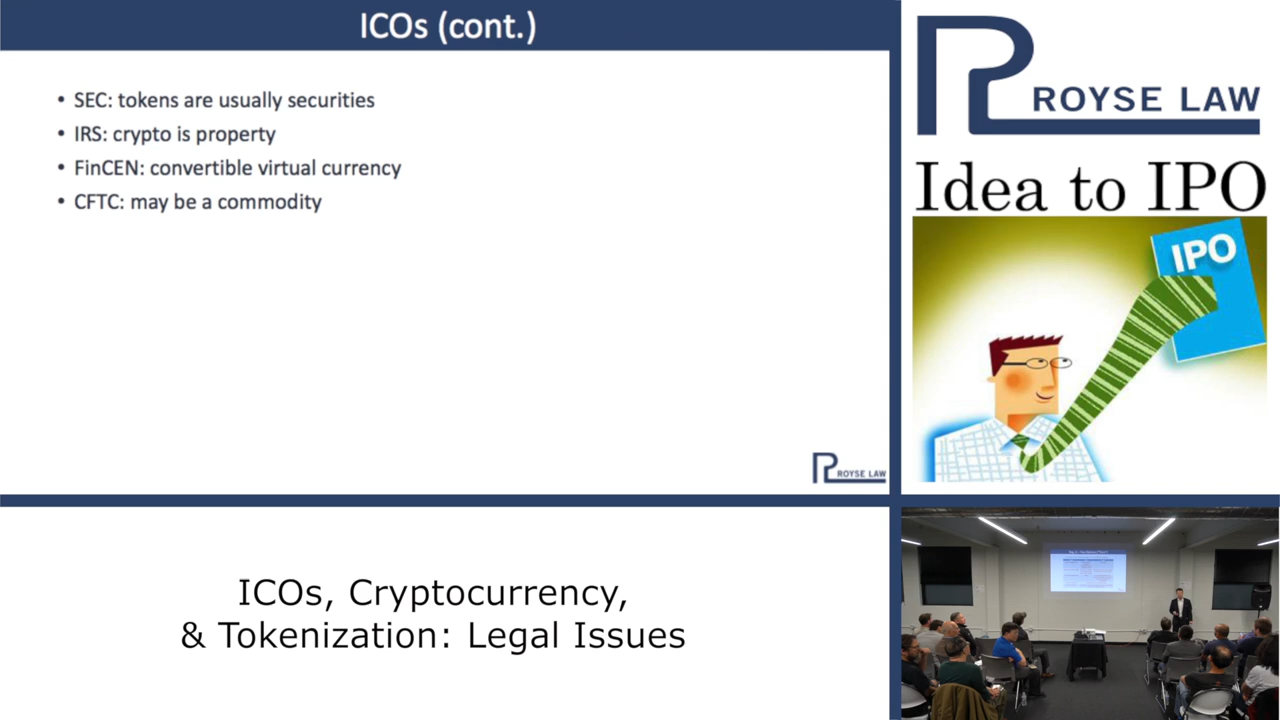 ICOs (cont.)
• SEC: tokens are usually securities
• IRS: crypto is property
• FinCEN: convertible virtual currency
• CFTC: may be a commodity
ROYSE LAW
ROYSE LAW
Idea to IPO
IPO
ICOs, Cryptocurrency,
& Tokenization: Legal Issues